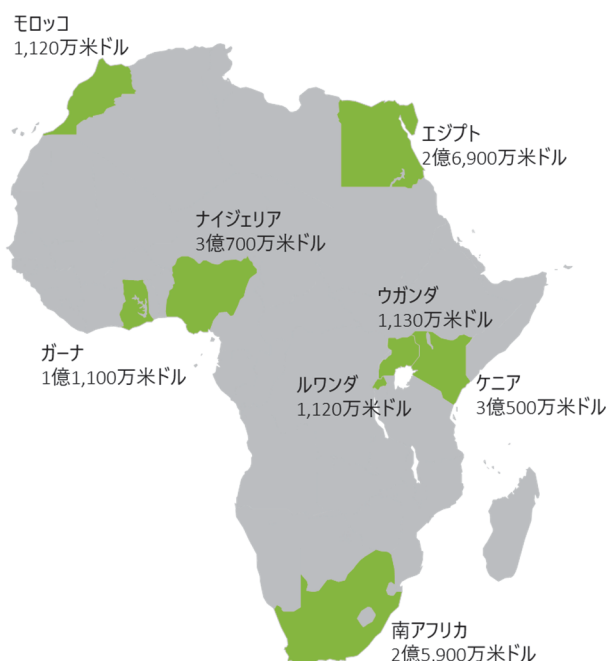 モロッコ
1,120万米ドル
エジプト
2億6,900万米ドル
ナイジェリア
3億700万米ドル
ウガンダ
1,130万米ドル
ガーナ
1億1,100万米ドル
ルワンダ
1,120万米ドル
ケニア
3億500万米ドル
南アフリカ
2億5,900万米ドル